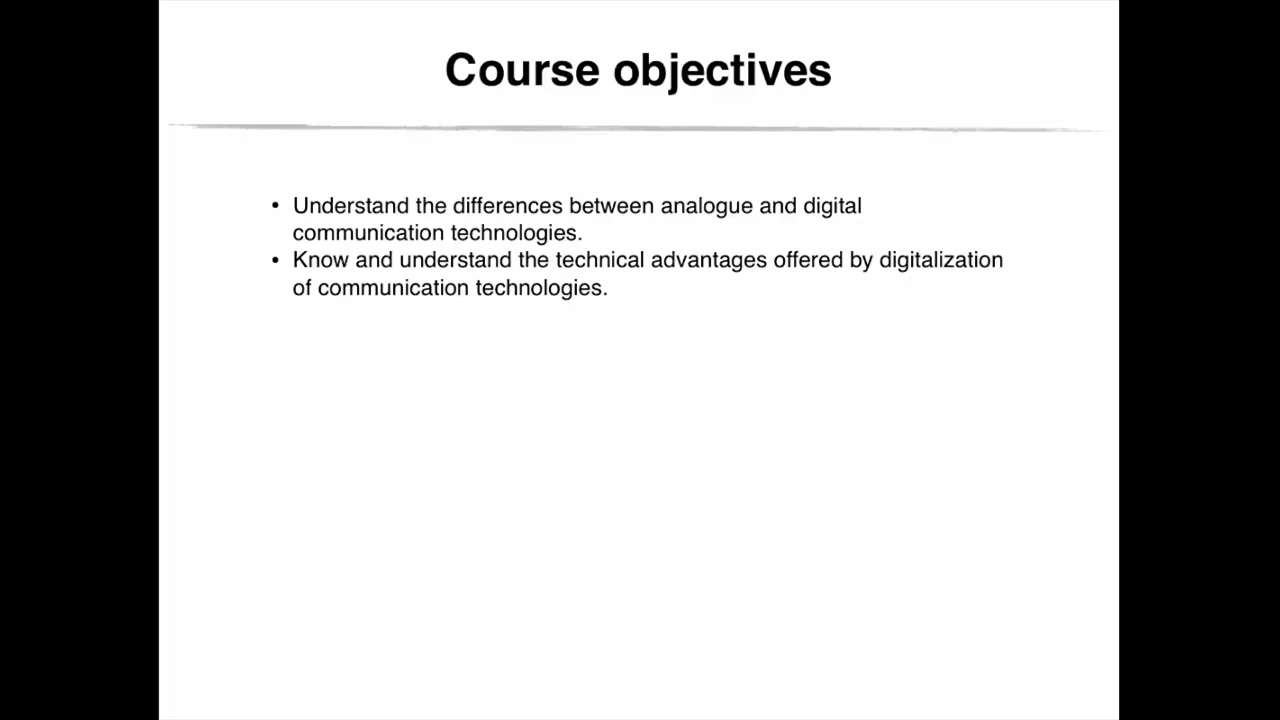 Course objectives
• Understand the differences between analogue and digital
communication technologies.
• Know and understand the technical advantages offered by digitalization
of communication technologies.